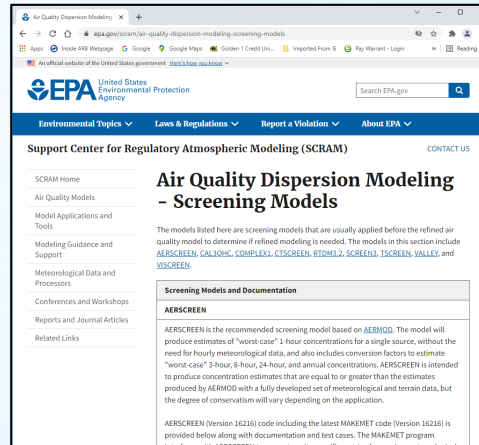 Air Quality Dispersion Modeling
epa.gov/scram/air-quality-dispersion-modeling-screening-models
Apps Inside ARB Webpage Google Google Maps Golden 1 Credit Uni... Imported From IE Pay Warrant - Login » Reading
An official website of the United States government Here's how you know
EPA United States
Environmental Protection
Agency
Search EPA.gov
Environmental Topics Laws & Regulations Report a Violation About EPA
Support Center for Regulatory Atmospheric Modeling (SCRAM) CONTACT US
SCRAM Home
Air Quality Models
Model Applications and
Tools
Modeling Guidance and
Support
Meteorological Data and
Processors
Conferences and Workshops
Reports and Journal Articles
Related Links
Air Quality Dispersion Modeling
- Screening Models
The models listed here are screening models that are usually applied before the refined air
quality model to determine if refined modeling is needed. The models in this section include
AERSCREEN, CAL3QHC, COMPLEX1, CTSCREEN, RTDM3.2, SCREEN3, TSCREEN, VALLEY, and
VISCREEN.
Screening Models and Documentation
AERSCREEN
AERSCREEN is the recommended screening model based on AERMOD. The model will
produce estimates of "worst-case" 1-hour concentrations for a single source, without the
need for hourly meteorological data, and also includes conversion factors to estimate
"worst-case" 3-hour, 8-hour, 24-hour, and annual concentrations. AERSCREEN is intended
to produce concentration estimates that are equal to or greater than the estimates
produced by AERMOD with a fully developed set of meteorological and terrain data, but
the degree of conservatism will vary depending on the application.
AERSCREEN (Version 16216) code including the latest MAKEMET code (Version 16216) is
provided below along with documentation and test cases. The MAKEMET program